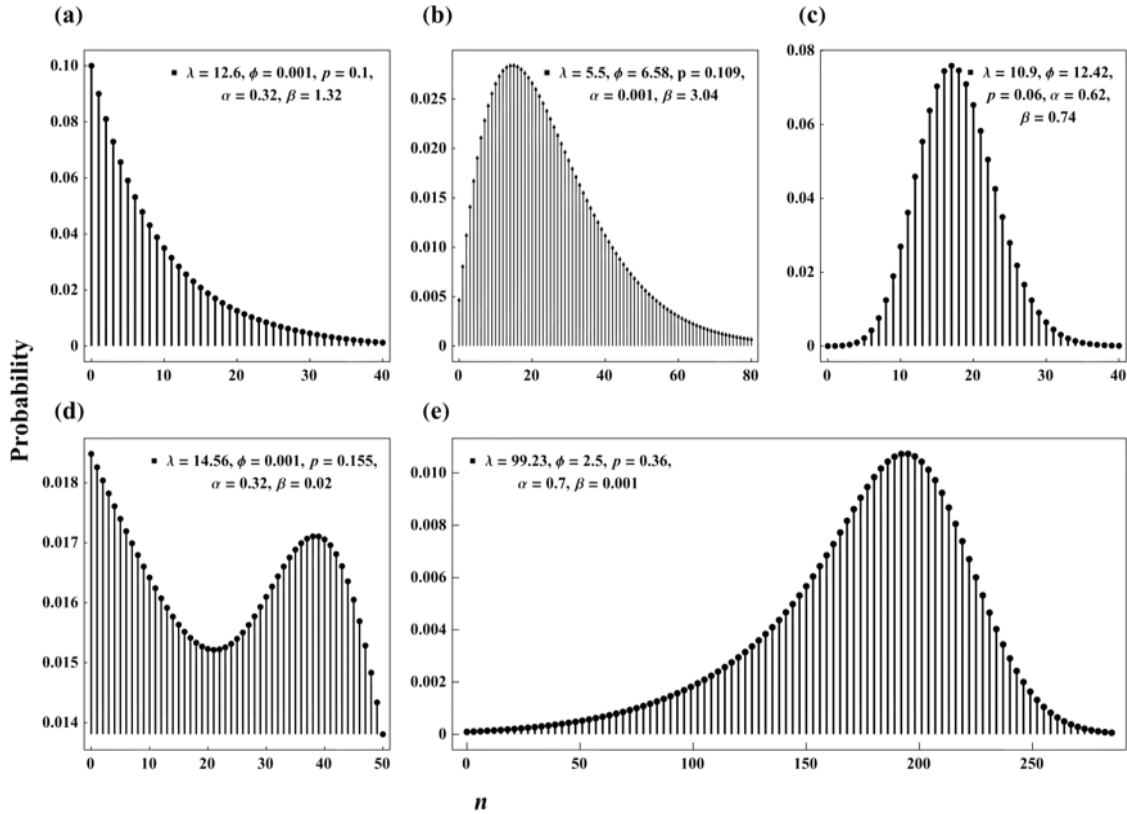 (a)
λ = 12.6, ϕ = 0.001, p = 0.1,
α = 0.32, β = 1.32
0.10
0.08
0.06
0.04
0.02
0
0 10 20 30 40
(b)
λ = 5.5, ϕ = 6.58, p = 0.109,
α = 0.001, β = 3.04
0.025
0.020
0.015
0.010
0.005
0
0 20 40 60 80
(c)
λ = 10.9, ϕ = 12.42,
p = 0.06, α = 0.62,
β = 0.74
0.08
0.06
0.04
0.02
0
0 10 20 30 40
Probability
(d)
λ = 14.56, ϕ = 0.001, p = 0.155,
α = 0.32, β = 0.02
0.018
0.017
0.016
0.015
0.014
0 10 20 30 40 50
(e)
λ = 99.23, ϕ = 2.5, p = 0.36,
α = 0.7, β = 0.001
0.010
0.008
0.006
0.004
0.002
0
0 50 100 150 200 250
n